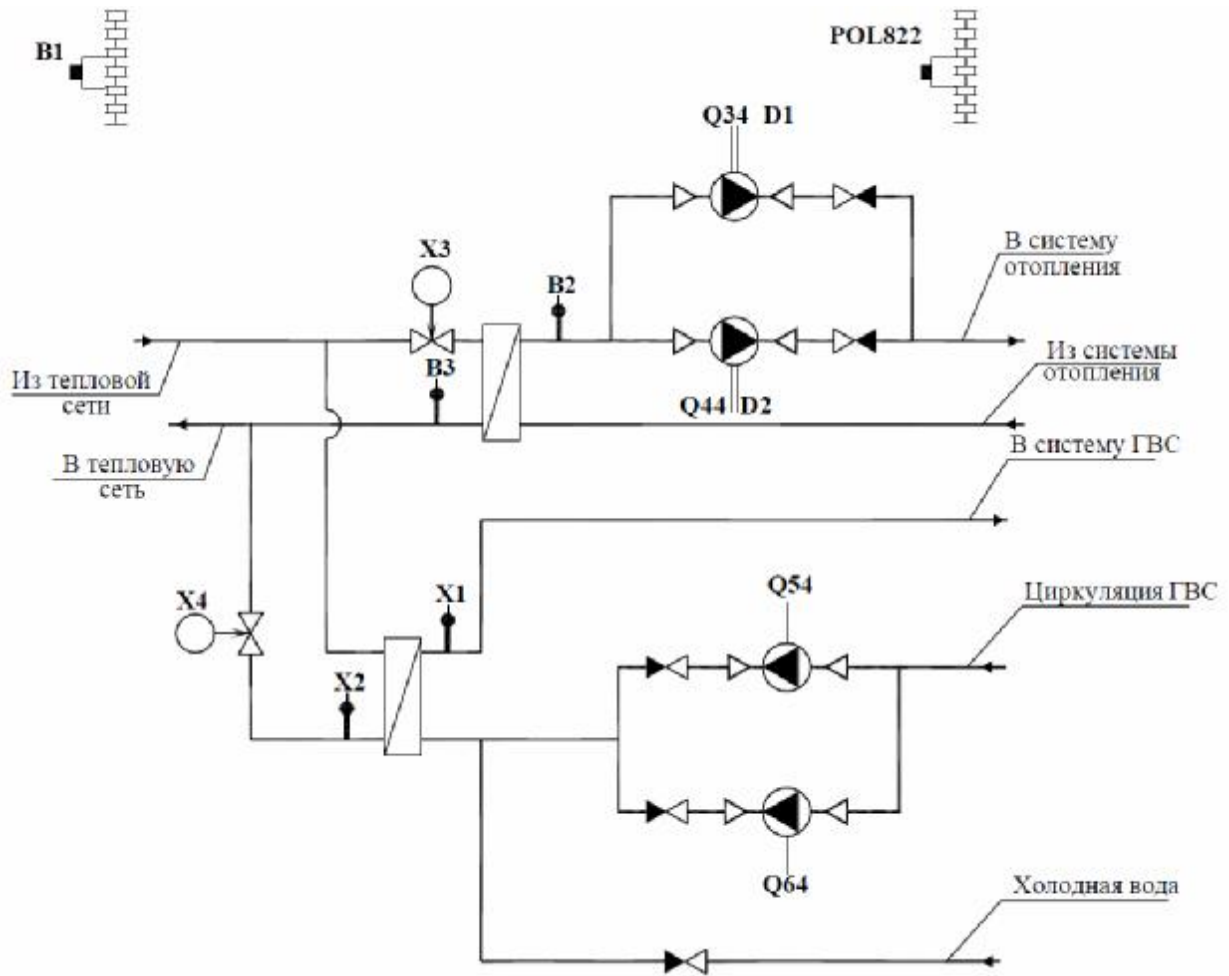 B1
POL822
Q34 D1
X3
B2
В систему
отопления
Из тепловой
сети
B3
Q44 D2
Из системы
отопления
В тепловую
сеть
В систему ГВС
X4
X1
Q54
Циркуляция ГВС
X2
Q64
Холодная вода